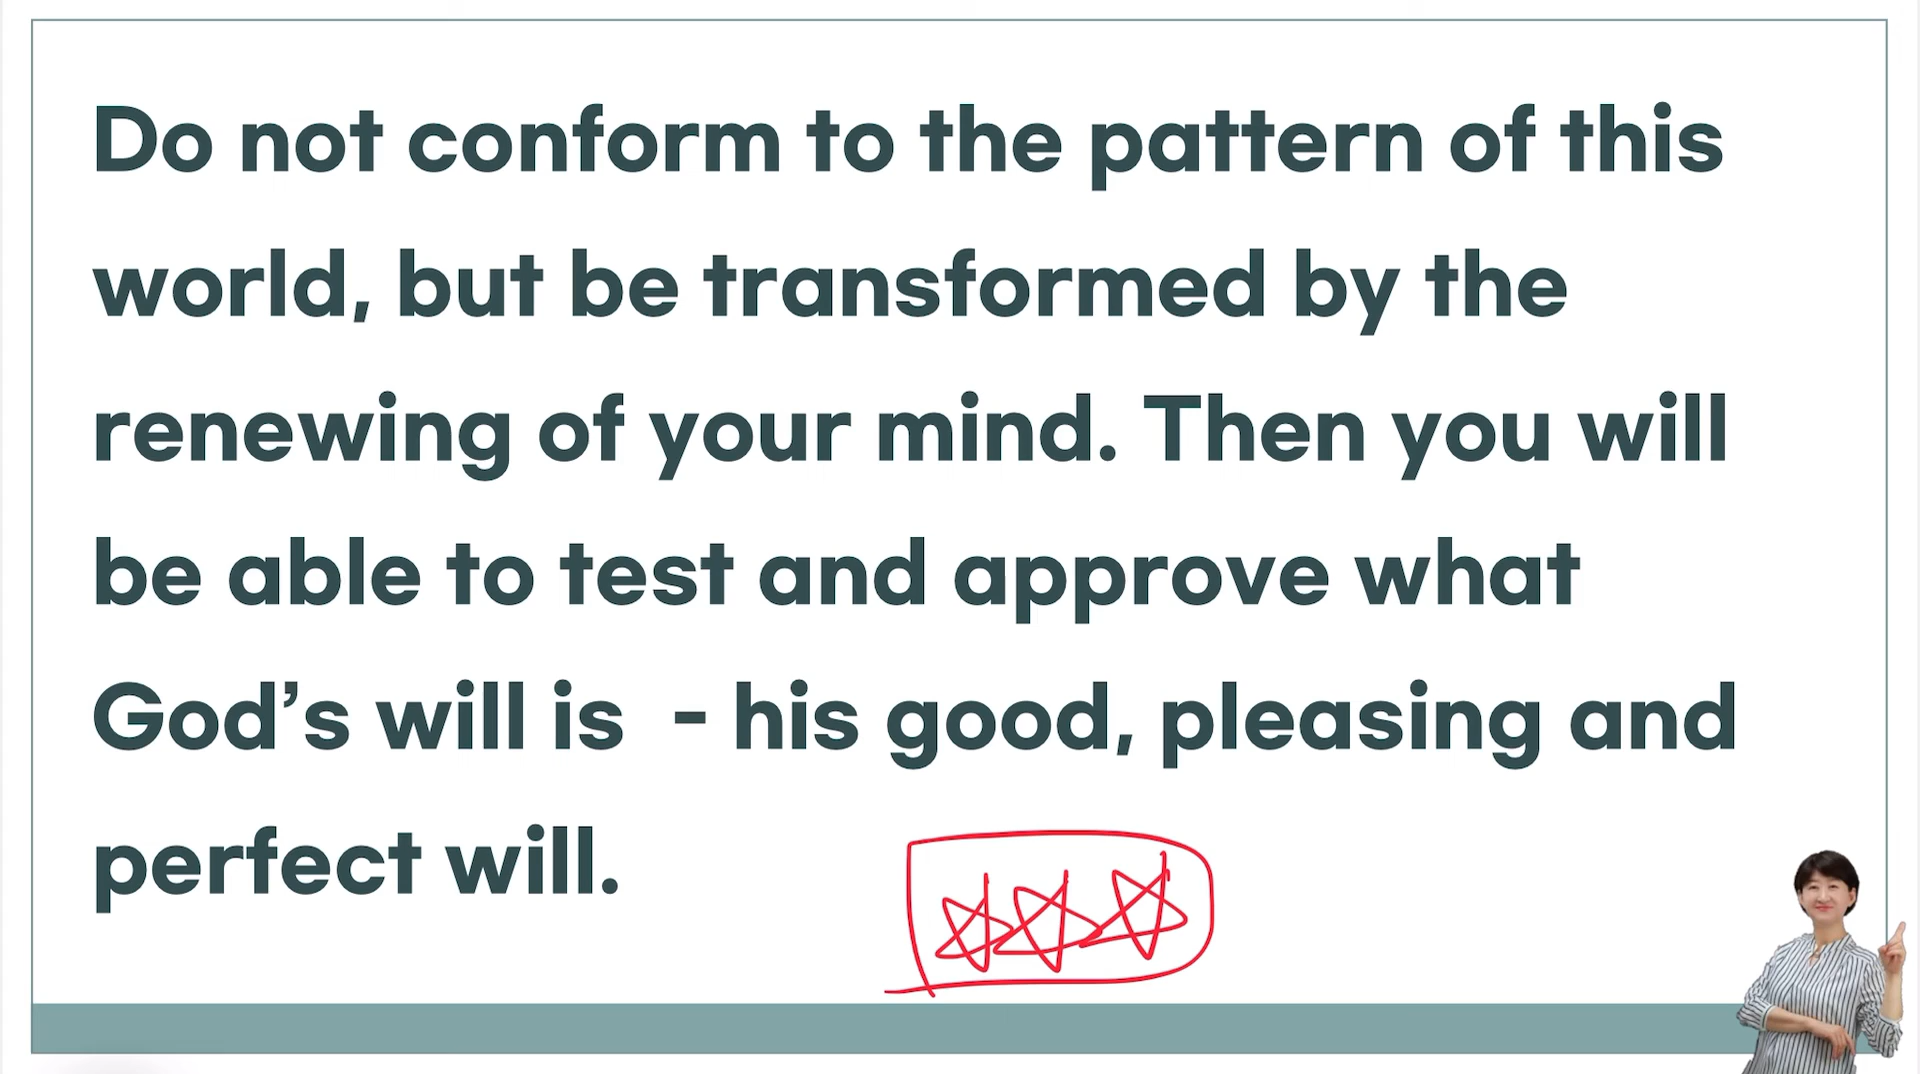 Do not conform to the pattern of this
world, but be transformed by the
renewing of your mind. Then you will
be able to test and approve what
God’s will is  - his good, pleasing and
perfect will.